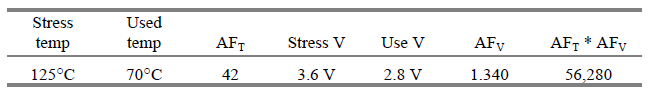 Stress temp Used temp AFT Stress V Use V AFV AFT * AFV
125°C 70°C 42 3.6 V 2.8 V 1.340 56,280